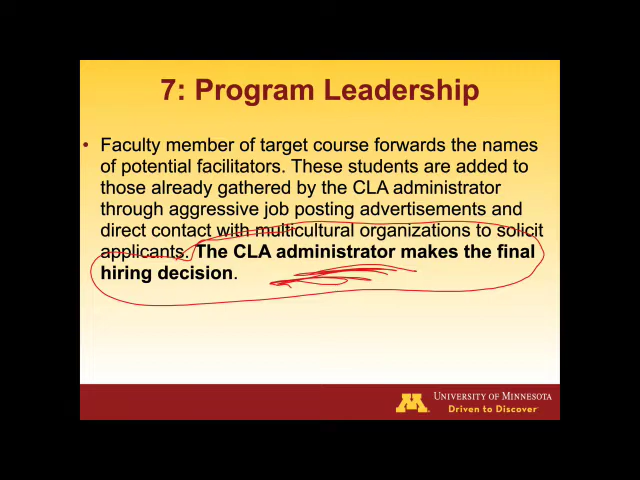 7: Program Leadership
• Faculty member of target course forwards the names
of potential facilitators. These students are added to
those already gathered by the CLA administrator
through aggressive job posting advertisements and
direct contact with multicultural organizations to solicit
applicants. The CLA administrator makes the final
hiring decision.
M
UNIVERSITY OF MINNESOTA
Driven to Discover